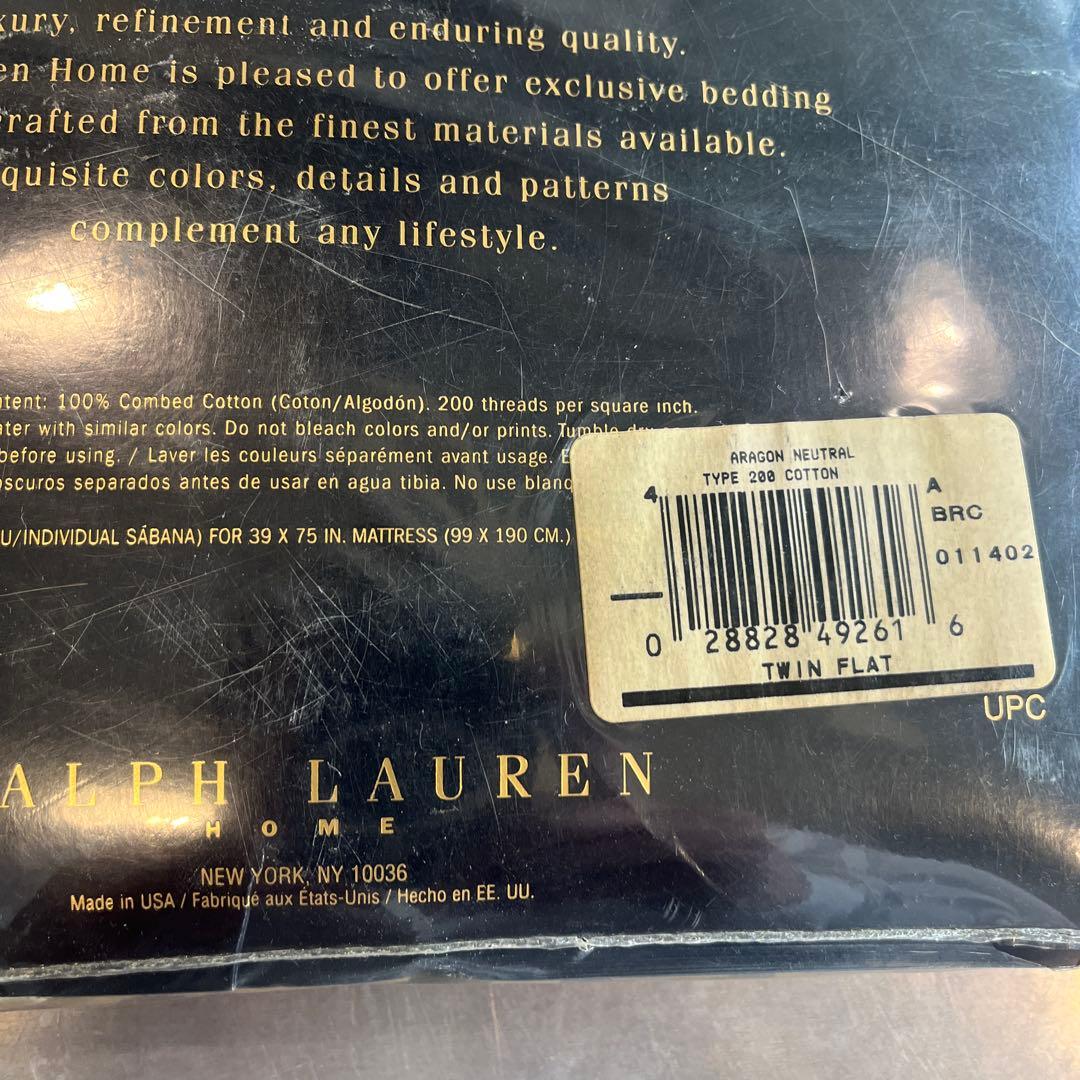 xury, refinement and enduring quality.
en Home is pleased to offer exclusive bedding
rafted from the finest materials available.
quisite colors, details and patterns
complement any lifestyle.
tent: 100% Combed Cotton (Coton/Algodón). 200 threads per square inch.
ater with similar colors. Do not bleach colors and/or prints. Tumble dry
before using. / Laver les couleurs séparément avant usage. E
oscuros separados antes de usar en agua tibia. No use blanq
U/INDIVIDUAL SÁBANA) FOR 39 X 75 IN. MATTRESS (99 X 190 CM.)
ARAGON NEUTRAL
TYPE 200 COTTON
4 A
BRC
011402
0 28828 49261 6
TWIN FLAT
UPC
ALPH LAUREN
HOME
NEW YORK, NY 10036
Made in USA / Fabriqué aux États-Unis / Hecho en EE. UU.